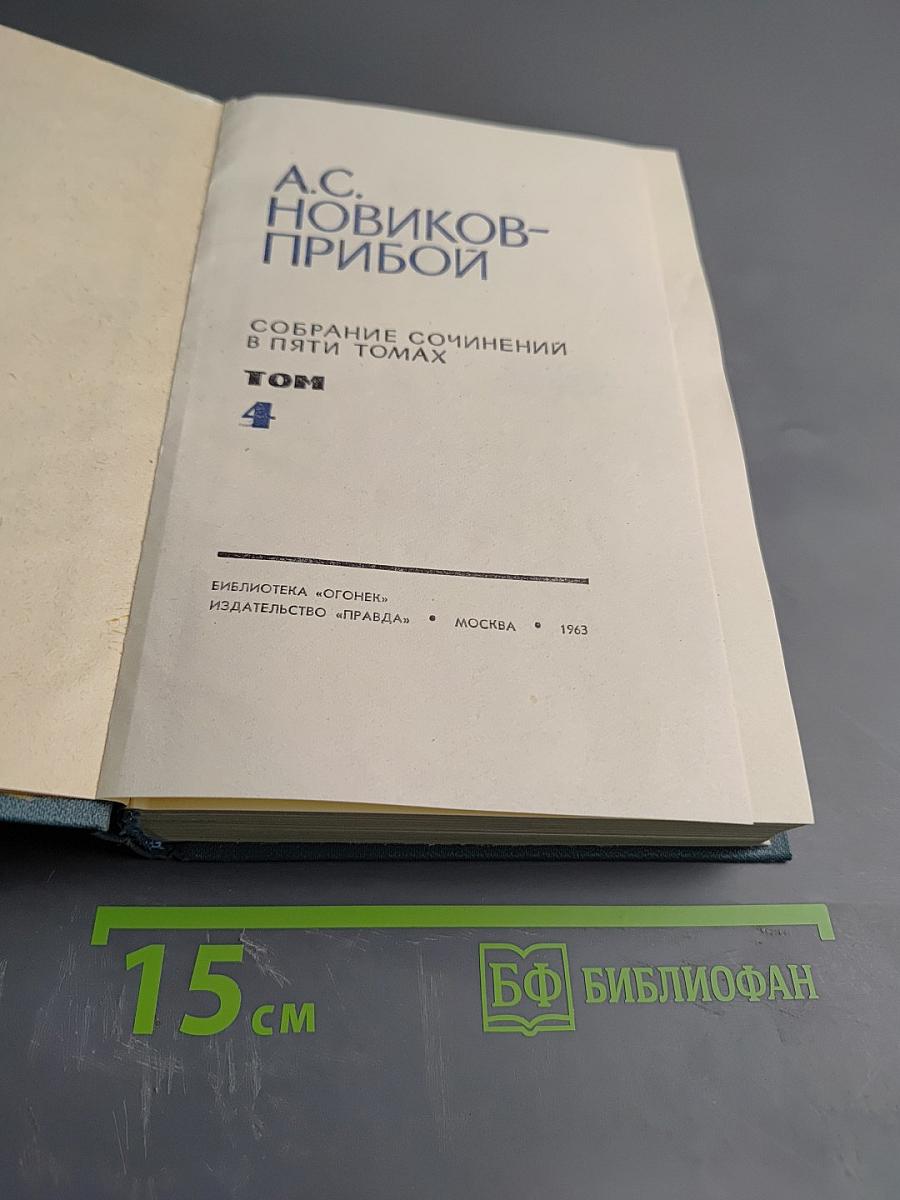 А.С.
НОВИКОВ-
ПРИБОЙ
СОБРАНИЕ СОЧИНЕНИЙ
В ПЯТИ ТОМАХ
ТОМ
4
БИБЛИОТЕКА «ОГОНЕК»
ИЗДАТЕЛЬСТВО «ПРАВДА» • МОСКВА • 1963
15 см
БФ БИБЛИОФАН